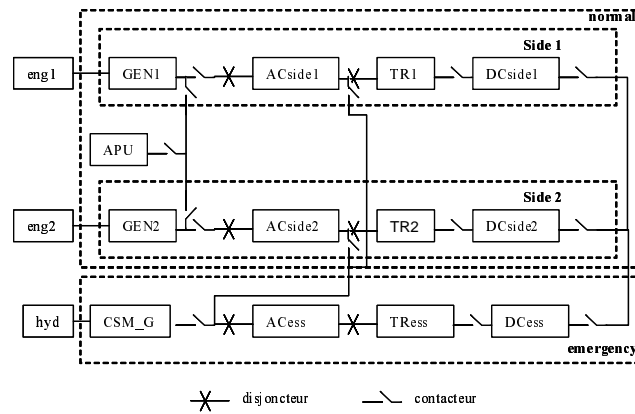 normal
Side 1
eng1
GEN1
ACside1
TR1
DCside1
APU
Side 2
eng2
GEN2
ACside2
TR2
DCside2
hyd
CSM_G
ACess
TRess
DCess
emergency
disjoncteur
contacteur